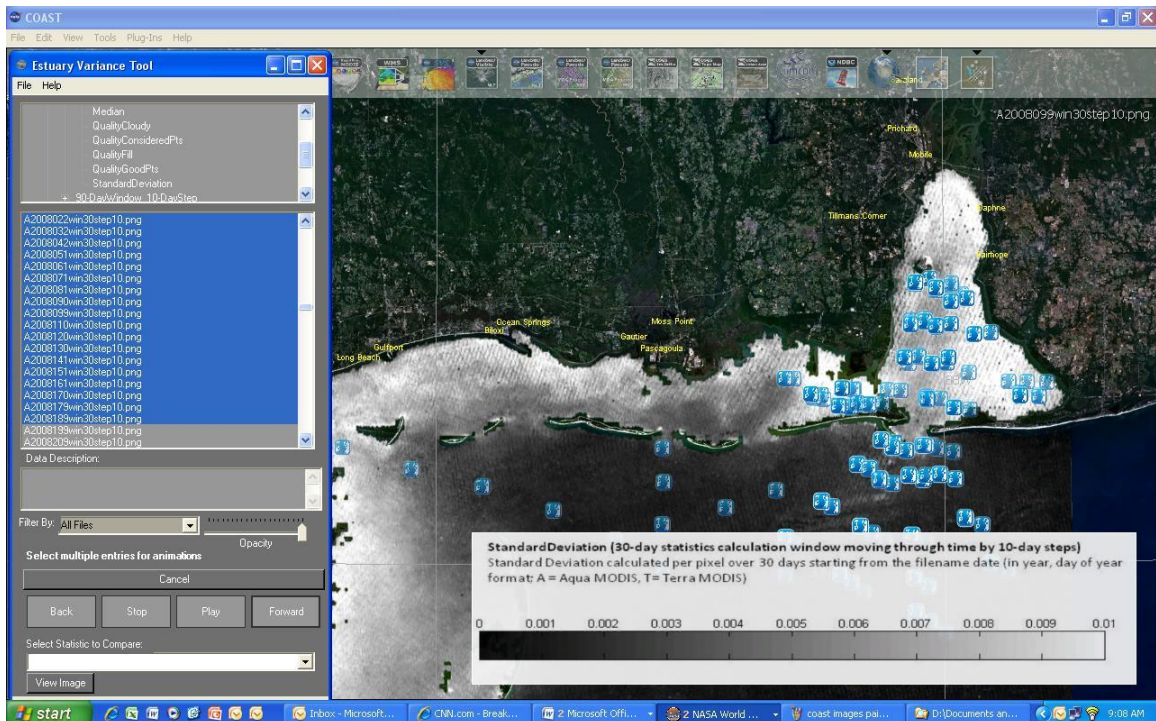 COAST
File Edit View Tools Plug-Ins Help
Estuary Variance Tool
File Help
Median
QualityCloudy
QualityConsideredPts
QualityFill
QualityGoodPts
StandardDeviation
90-DayWindow_10-DayStep
A2008022win30step10.png
A2008032win30step10.png
A2008042win30step10.png
A2008051win30step10.png
A2008061win30step10.png
A2008071win30step10.png
A2008081win30step10.png
A2008090win30step10.png
A2008099win30step10.png
A2008110win30step10.png
A2008120win30step10.png
A2008130win30step10.png
A2008141win30step10.png
A2008151win30step10.png
A2008161win30step10.png
A2008170win30step10.png
A2008179win30step10.png
A2008189win30step10.png
A2008199win30step10.png
A2008209win30step10.png
Data Description:
Filter By: All Files
Opacity
Select multiple entries for animations
Cancel
Back Stop Play Forward
Select Statistic to Compare:
View Image
WMS
NDBC
A2008099win30step10.png
Prichard
Mobile
Tillmans Corner
Daphne
Fairhope
Ocean Springs
Biloxi
Moss Point
Gautier
Pascagoula
Gulfport
Long Beach
StandardDeviation (30-day statistics calculation window moving through time by 10-day steps)
Standard Deviation calculated per pixel over 30 days starting from the filename date (in year, day of year
format; A = Aqua MODIS, T= Terra MODIS)
0 0.001 0.002 0.003 0.004 0.005 0.006 0.007 0.008 0.009 0.01
start
Inbox - Microsoft...
CNN.com - Break...
2 Microsoft Offi...
2 NASA World ...
coast images pai...
D:\Documents an...
9:08 AM